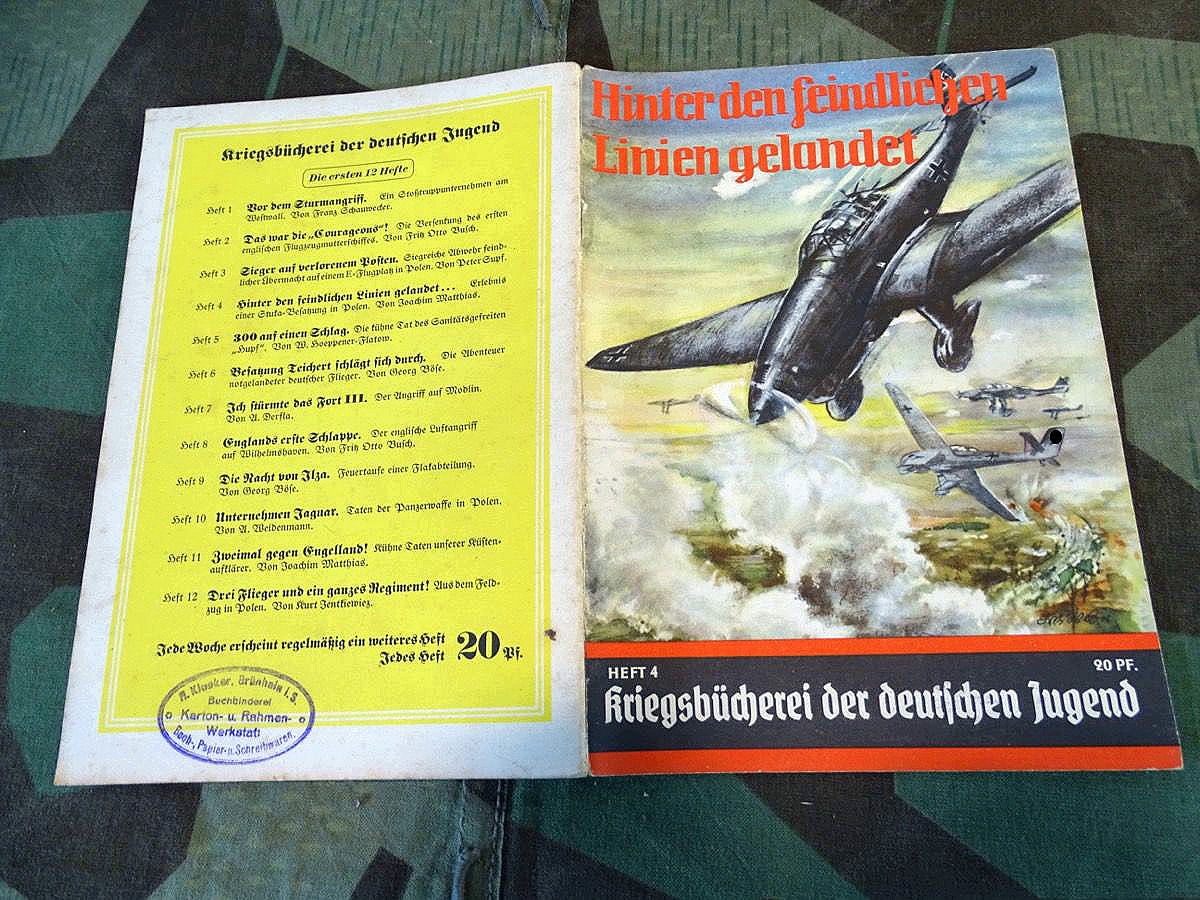 Kriegsbücherei der deutschen Jugend
Die ersten 12 Hefte
Heft 1 Vor dem Sturmangriff. Ein Stoßtruppunternehmen am
Westwall. Von Franz Schauwecker.
Heft 2 Das war die „Courageous“! Die Versenkung des ersten
englischen Flugzeugmutterschiffes. Von Fritz Otto Busch.
Heft 3 Sieger auf verlorenem Posten. Siegreiche Abwehr feind-
licher Übermacht auf einem E-Flugplatz in Polen. Von Peter Supf.
Heft 4 Hinter den feindlichen Linien gelandet... Erlebnis
einer Stuka-Besatzung in Polen. Von Joachim Matthias.
Heft 5 300 auf einen Schlag. Die kühne Tat des Sanitätsgefreiten
„Hupf“. Von W. Hoeppener-Flatow.
Heft 6 Besatzung Teichert schlägt sich durch. Die Abenteuer
notgelandeter deutscher Flieger. Von Georg Böse.
Heft 7 Ich stürmte das Fort III. Der Angriff auf Modlin.
Von A. Derfla.
Heft 8 Englands erste Schlappe. Der englische Luftangriff
auf Wilhelmshaven. Von Fritz Otto Busch.
Heft 9 Die Nacht von Ilza. Feuertaufe einer Flakabteilung.
Von Georg Böse.
Heft 10 Unternehmen Jaguar. Taten der Panzerwaffe in Polen.
Von A. Weidenmann.
Heft 11 Zweimal gegen Engelland! Kühne Taten unserer Küsten-
aufklärer. Von Joachim Matthias.
Heft 12 Drei Flieger und ein ganzes Regiment! Aus dem Feld-
zug in Polen. Von Kurt Jentkiewiez.
Jede Woche erscheint regelmäßig ein weiteres Heft
Jedes Heft 20 Pf.
Grünhain i.S.
Buchbinderei
Karton- u. Rahmen-
Werkstatt
Buch-, Papier- u. Schreibwaren.
Hinter den feindlichen
Linien gelandet
HEFT 4 20 PF.
Kriegsbücherei der deutschen Jugend